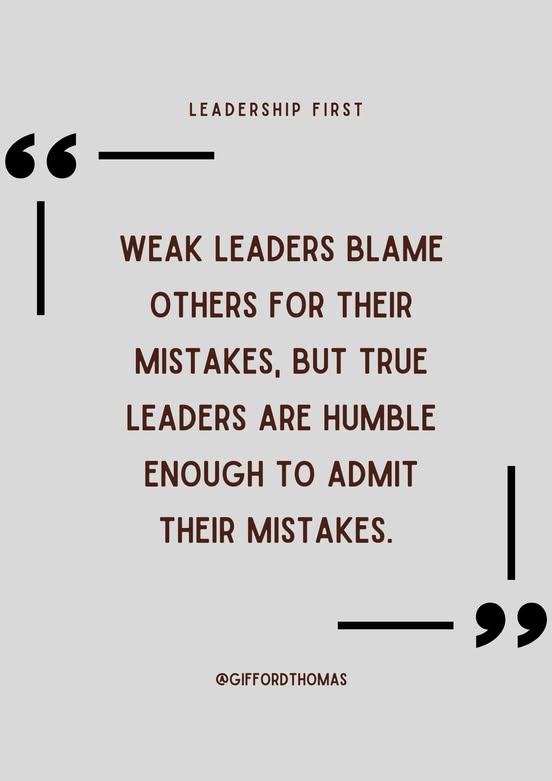 LEADERSHIP FIRST
“
WEAK LEADERS BLAME
OTHERS FOR THEIR
MISTAKES, BUT TRUE
LEADERS ARE HUMBLE
ENOUGH TO ADMIT
THEIR MISTAKES.
”
@GIFFORDTHOMAS